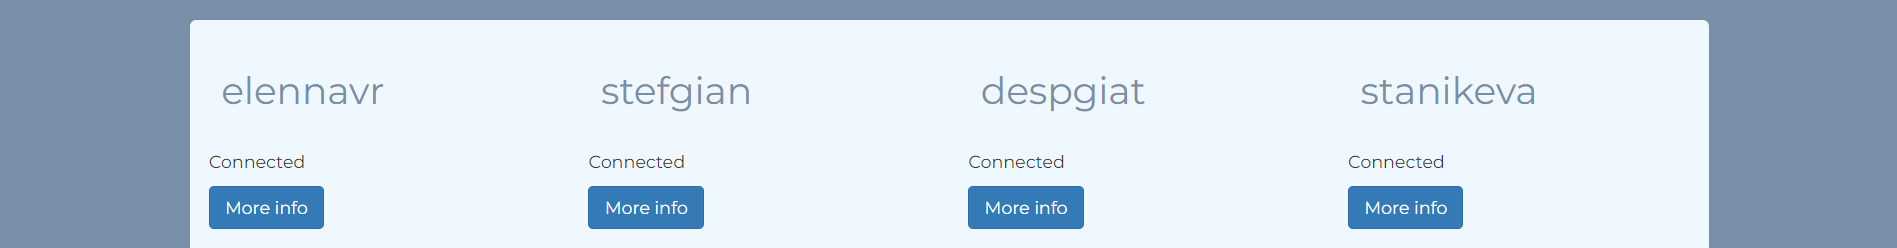 elennavr
stefgian
despgiat
stanikeva
Connected
Connected
Connected
Connected
More info
More info
More info
More info